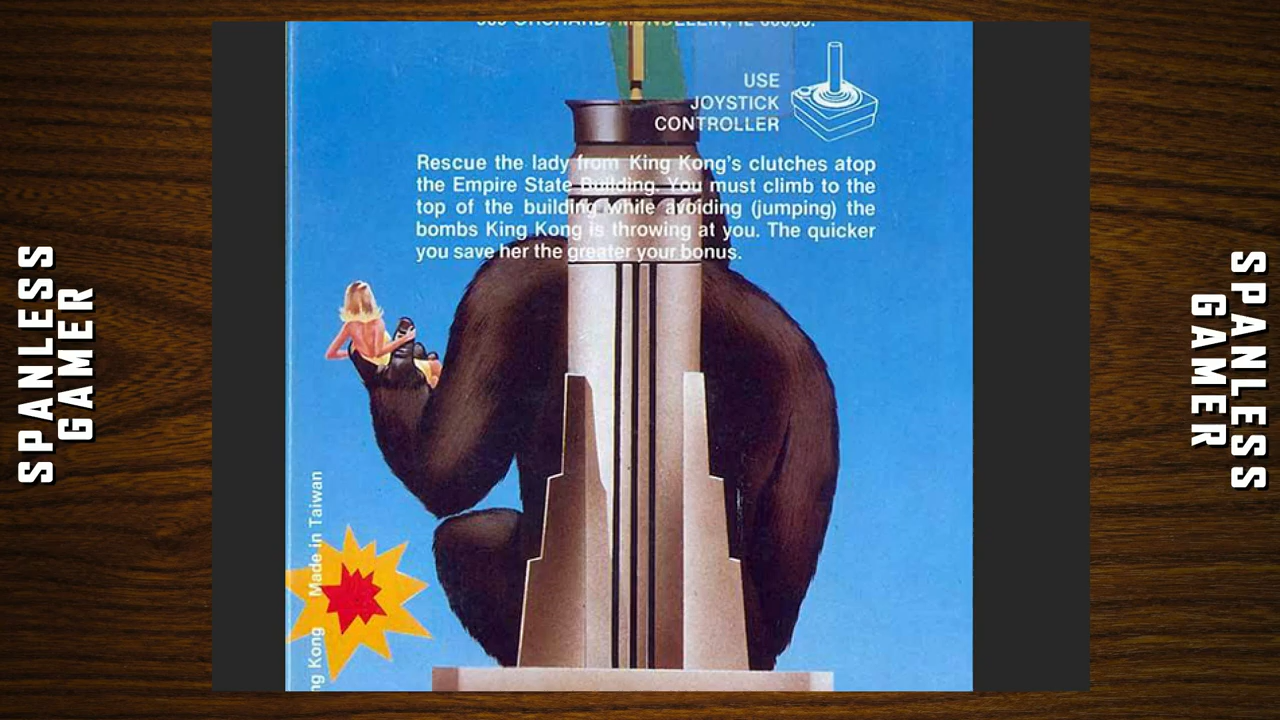 USE
JOYSTICK
CONTROLLER
Rescue the lady from King Kong's clutches atop
the Empire State Building. You must climb to the
top of the building while avoiding (jumping) the
bombs King Kong is throwing at you. The quicker
you save her the greater your bonus.
Made in Taiwan
Kong
SPANLESS
GAMER
SPANLESS
GAMER